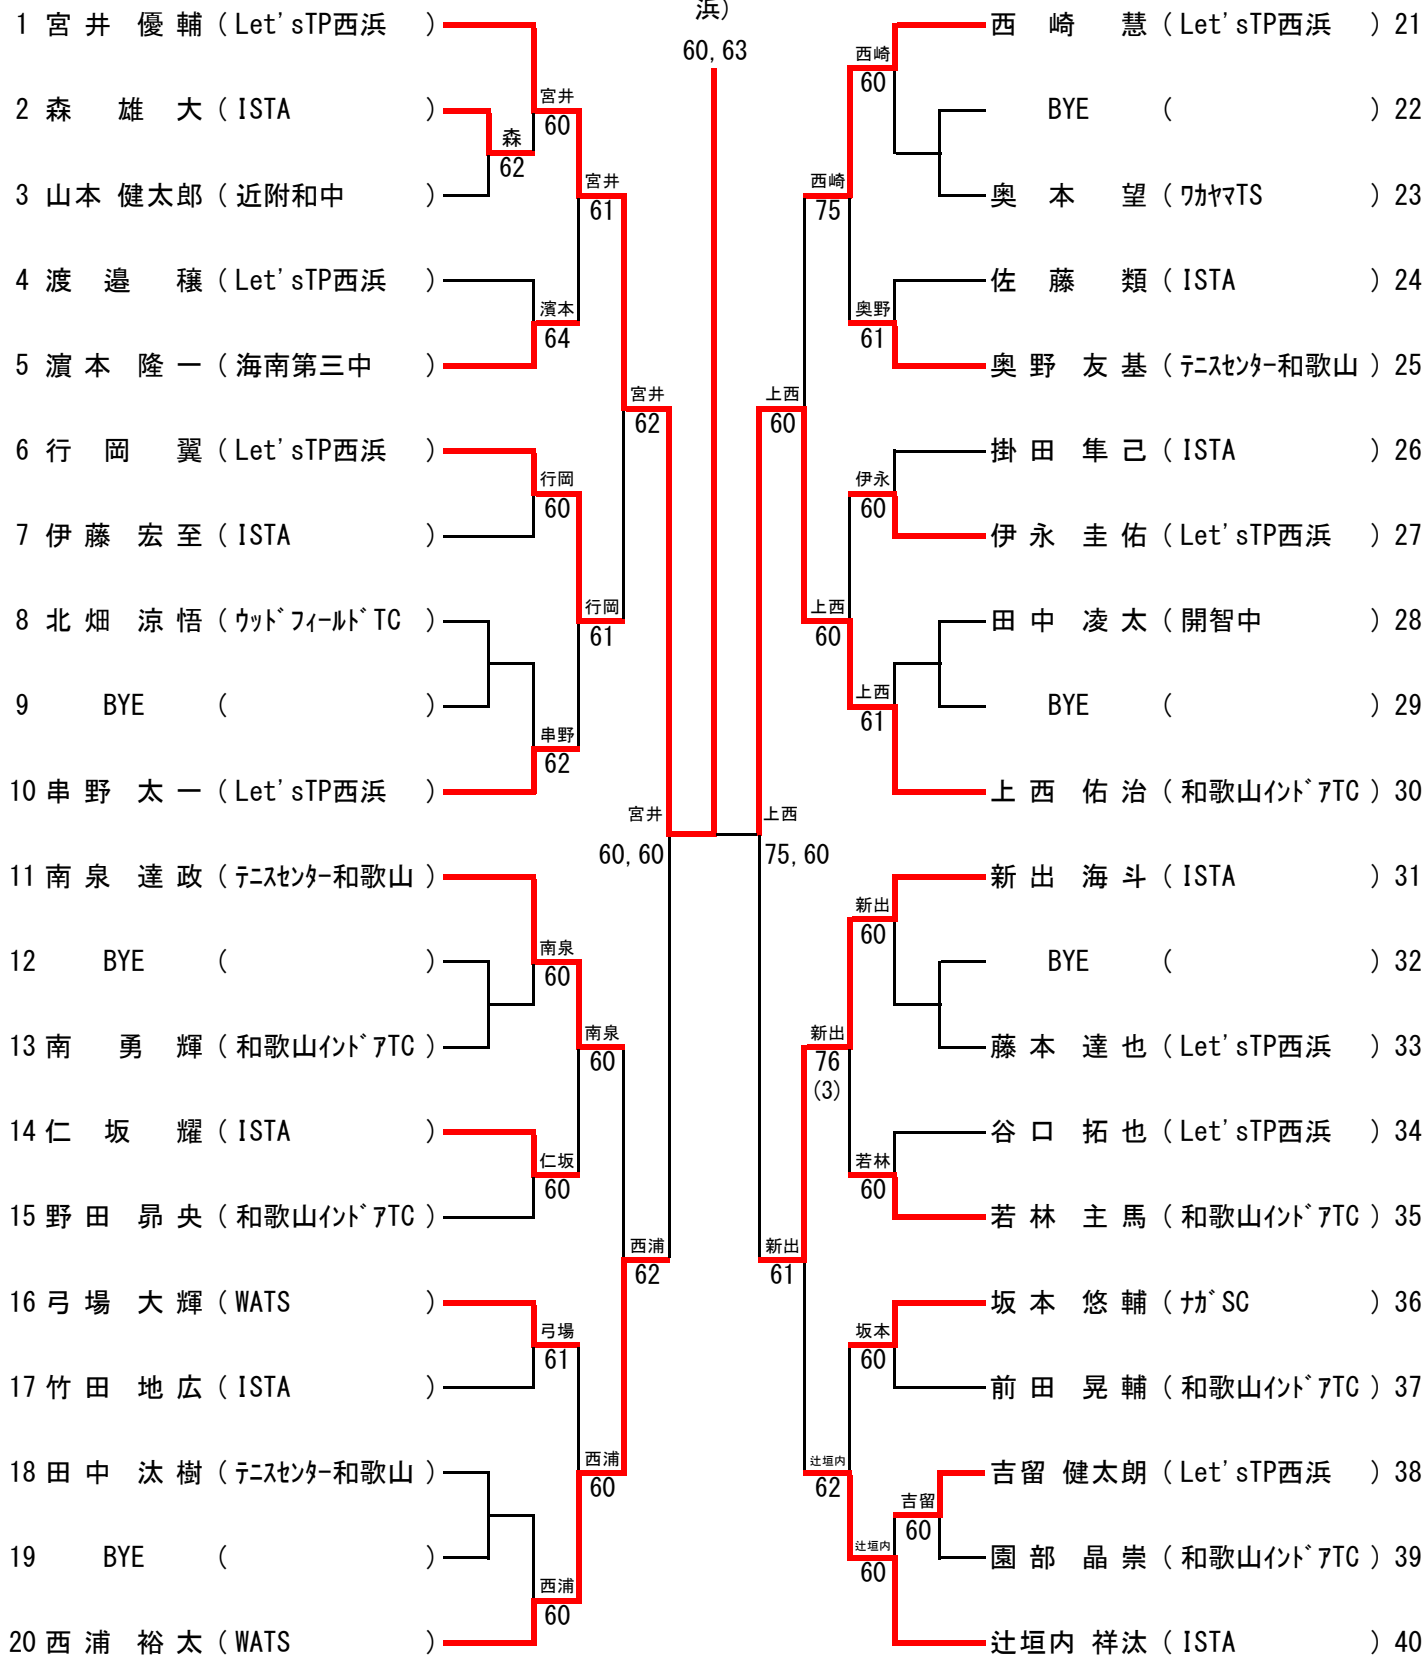 浜)
60, 63
1 宮井 優輔 ( Let'sTP西浜 )
2 森 雄大 ( ISTA )
3 山本 健太郎 ( 近附和中 )
4 渡邉 穣 ( Let'sTP西浜 )
5 濵本 隆一 ( 海南第三中 )
6 行岡 翼 ( Let'sTP西浜 )
7 伊藤 宏至 ( ISTA )
8 北畑 涼悟 ( ウッドフィールドTC )
9 BYE ( )
10 串野 太一 ( Let'sTP西浜 )
11 南泉 達政 ( テニスセンター和歌山 )
12 BYE ( )
13 南 勇輝 ( 和歌山インドアTC )
14 仁坂 耀 ( ISTA )
15 野田 昴央 ( 和歌山インドアTC )
16 弓場 大輝 ( WATS )
17 竹田 地広 ( ISTA )
18 田中 汰樹 ( テニスセンター和歌山 )
19 BYE ( )
20 西浦 裕太 ( WATS )
森
62
宮井
60
濱本
64
行岡
60
串野
62
南泉
60
仁坂
60
弓場
61
西浦
60
宮井
61
行岡
61
南泉
60
西浦
60
宮井
62
西浦
62
宮井
60, 60
上西
75, 60
上西
60
新出
61
西崎
75
上西
60
新出
76
(3)
辻垣内
62
西崎
60
奥野
61
伊永
60
上西
61
新出
60
若林
60
坂本
60
吉留
60
辻垣内
60
西崎 慧 ( Let'sTP西浜 ) 21
BYE ( ) 22
奥本 望 ( ワカヤマTS ) 23
佐藤 類 ( ISTA ) 24
奥野 友基 ( テニスセンター和歌山 ) 25
掛田 隼己 ( ISTA ) 26
伊永 圭佑 ( Let'sTP西浜 ) 27
田中 凌太 ( 開智中 ) 28
BYE ( ) 29
上西 佑治 ( 和歌山インドアTC ) 30
新出 海斗 ( ISTA ) 31
BYE ( ) 32
藤本 達也 ( Let'sTP西浜 ) 33
谷口 拓也 ( Let'sTP西浜 ) 34
若林 主馬 ( 和歌山インドアTC ) 35
坂本 悠輔 ( ナガSC ) 36
前田 晃輔 ( 和歌山インドアTC ) 37
吉留 健太朗 ( Let'sTP西浜 ) 38
園部 晶崇 ( 和歌山インドアTC ) 39
辻垣内 祥汰 ( ISTA ) 40